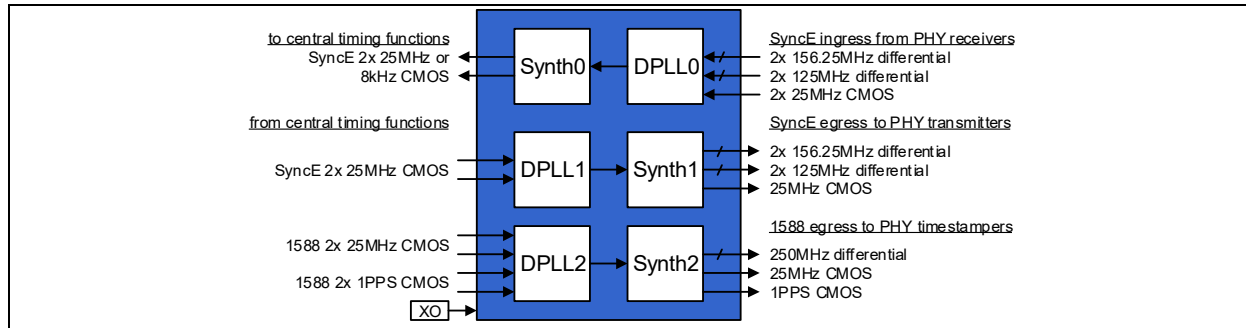 to central timing functions
SyncE 2x 25MHz or
8kHz CMOS
Synth0
DPLL0
SyncE ingress from PHY receivers
2x 156.25MHz differential
2x 125MHz differential
2x 25MHz CMOS
from central timing functions
SyncE 2x 25MHz CMOS
DPLL1
Synth1
SyncE egress to PHY transmitters
2x 156.25MHz differential
2x 125MHz differential
25MHz CMOS
1588 2x 25MHz CMOS
1588 2x 1PPS CMOS
DPLL2
Synth2
1588 egress to PHY timestampers
250MHz differential
25MHz CMOS
1PPS CMOS
XO